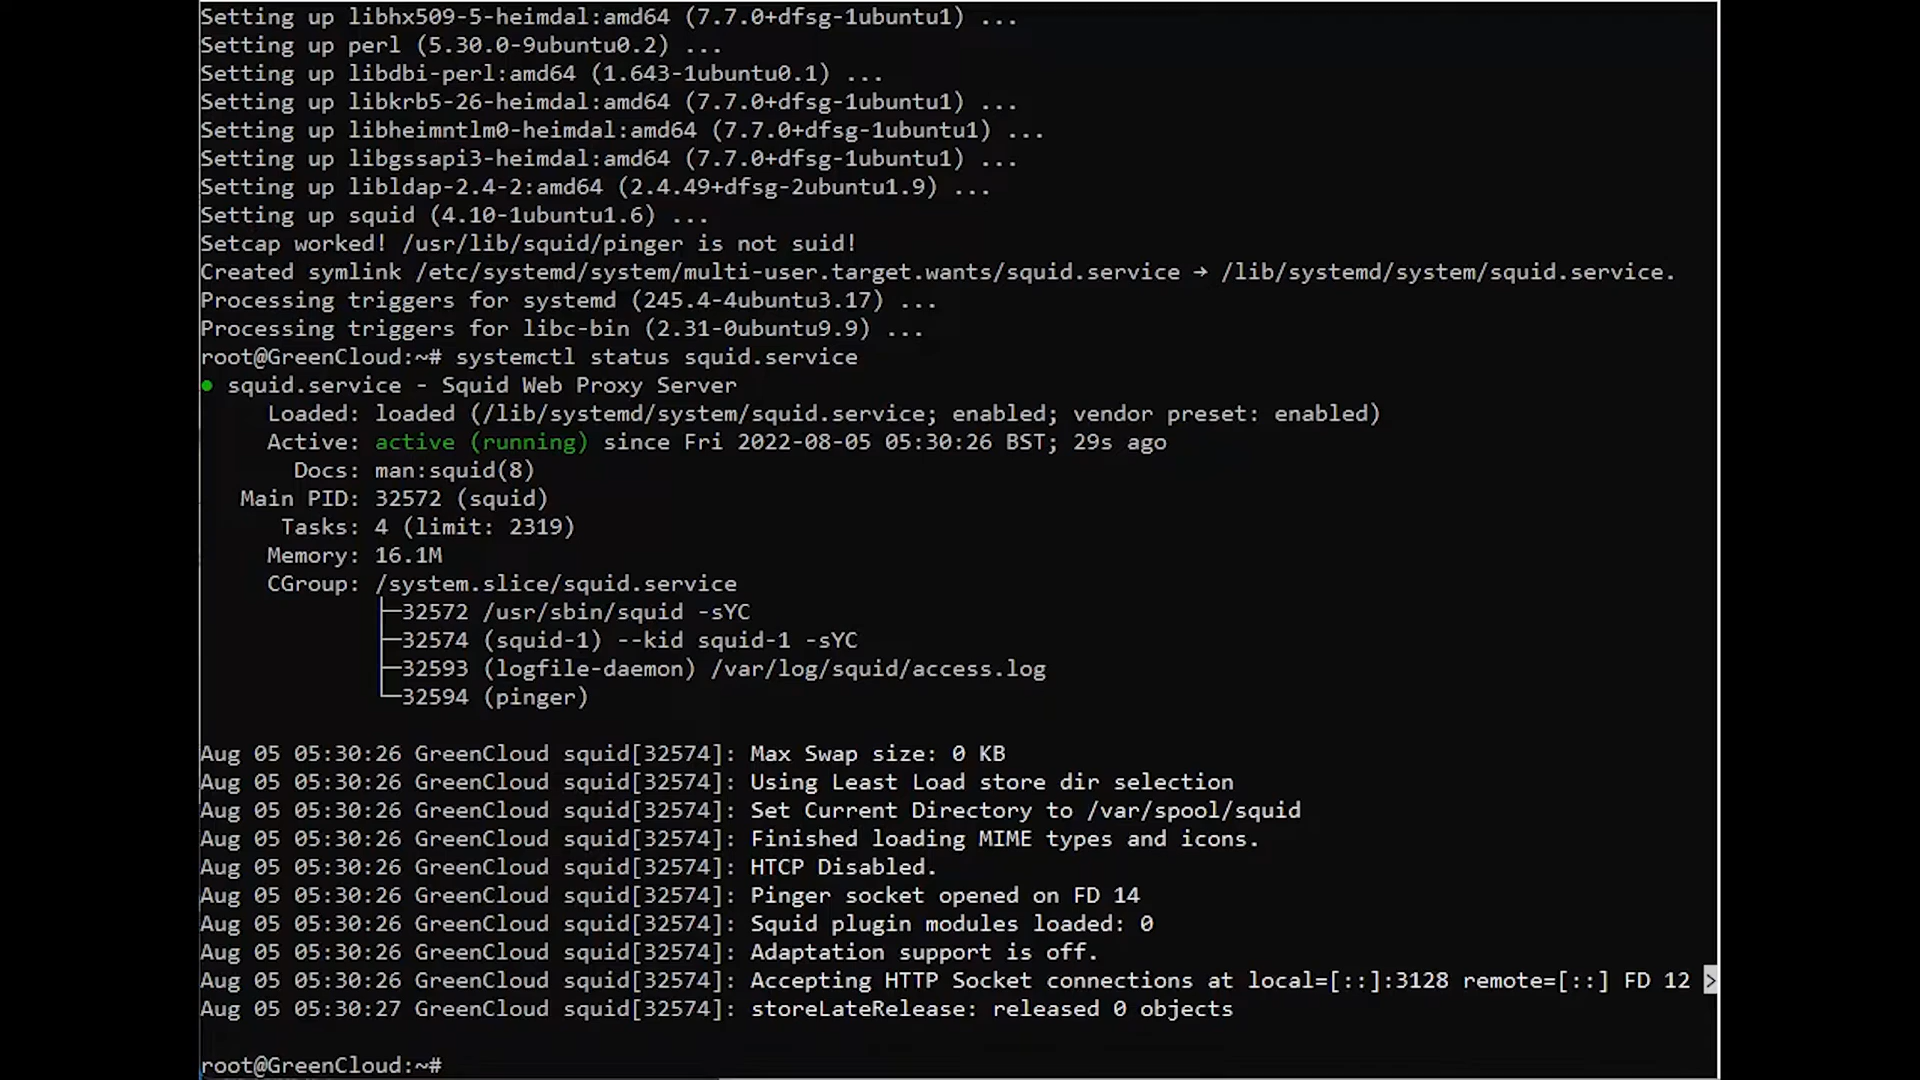 Setting up libhx509-5-heimdal:amd64 (7.7.0+dfsg-1ubuntu1) ...
Setting up perl (5.30.0-9ubuntu0.2) ...
Setting up libdbi-perl:amd64 (1.643-1ubuntu0.1) ...
Setting up libkrb5-26-heimdal:amd64 (7.7.0+dfsg-1ubuntu1) ...
Setting up libheimntlm0-heimdal:amd64 (7.7.0+dfsg-1ubuntu1) ...
Setting up libgssapi3-heimdal:amd64 (7.7.0+dfsg-1ubuntu1) ...
Setting up libldap-2.4-2:amd64 (2.4.49+dfsg-2ubuntu1.9) ...
Setting up squid (4.10-1ubuntu1.6) ...
Setcap worked! /usr/lib/squid/pinger is not suid!
Created symlink /etc/systemd/system/multi-user.target.wants/squid.service → /lib/systemd/system/squid.service.
Processing triggers for systemd (245.4-4ubuntu3.17) ...
Processing triggers for libc-bin (2.31-0ubuntu9.9) ...
root@GreenCloud:~# systemctl status squid.service
● squid.service - Squid Web Proxy Server
Loaded: loaded (/lib/systemd/system/squid.service; enabled; vendor preset: enabled)
Active: active (running) since Fri 2022-08-05 05:30:26 BST; 29s ago
Docs: man:squid(8)
Main PID: 32572 (squid)
Tasks: 4 (limit: 2319)
Memory: 16.1M
CGroup: /system.slice/squid.service
├─32572 /usr/sbin/squid -sYC
├─32574 (squid-1) --kid squid-1 -sYC
├─32593 (logfile-daemon) /var/log/squid/access.log
└─32594 (pinger)
Aug 05 05:30:26 GreenCloud squid[32574]: Max Swap size: 0 KB
Aug 05 05:30:26 GreenCloud squid[32574]: Using Least Load store dir selection
Aug 05 05:30:26 GreenCloud squid[32574]: Set Current Directory to /var/spool/squid
Aug 05 05:30:26 GreenCloud squid[32574]: Finished loading MIME types and icons.
Aug 05 05:30:26 GreenCloud squid[32574]: HTCP Disabled.
Aug 05 05:30:26 GreenCloud squid[32574]: Pinger socket opened on FD 14
Aug 05 05:30:26 GreenCloud squid[32574]: Squid plugin modules loaded: 0
Aug 05 05:30:26 GreenCloud squid[32574]: Adaptation support is off.
Aug 05 05:30:26 GreenCloud squid[32574]: Accepting HTTP Socket connections at local=[::]:3128 remote=[::] FD 12 >
Aug 05 05:30:27 GreenCloud squid[32574]: storeLateRelease: released 0 objects
root@GreenCloud:~#